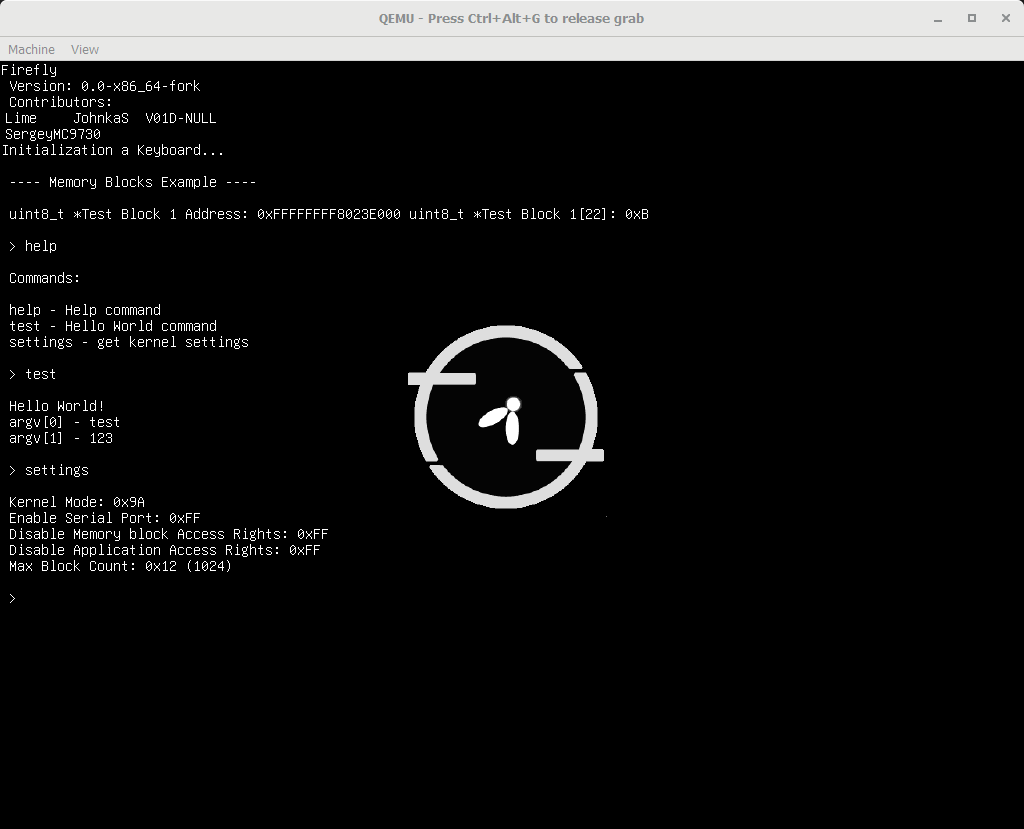 QEMU - Press Ctrl+Alt+G to release grab
Machine View
Firefly
Version: 0.0-x86_64-fork
Contributors:
Lime JohnkaS V01D-NULL
SergeyMC9730
Initialization a Keyboard...
---- Memory Blocks Example ----
uint8_t *Test Block 1 Address: 0xFFFFFFFF8023E000 uint8_t *Test Block 1[22]: 0xB
> help
Commands:
help - Help command
test - Hello World command
settings - get kernel settings
> test
Hello World!
argv[0] - test
argv[1] - 123
> settings
Kernel Mode: 0x9A
Enable Serial Port: 0xFF
Disable Memory block Access Rights: 0xFF
Disable Application Access Rights: 0xFF
Max Block Count: 0x12 (1024)
>